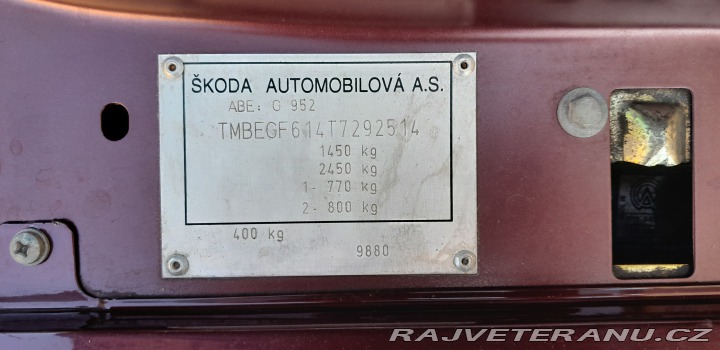 ŠKODA AUTOMOBILOVÁ A.S.
ABE: G 952
TMBEGF614T7292514
1450 kg
2450 kg
1- 770 kg
2- 800 kg
400 kg
9880
RAJVETERANU.CZ